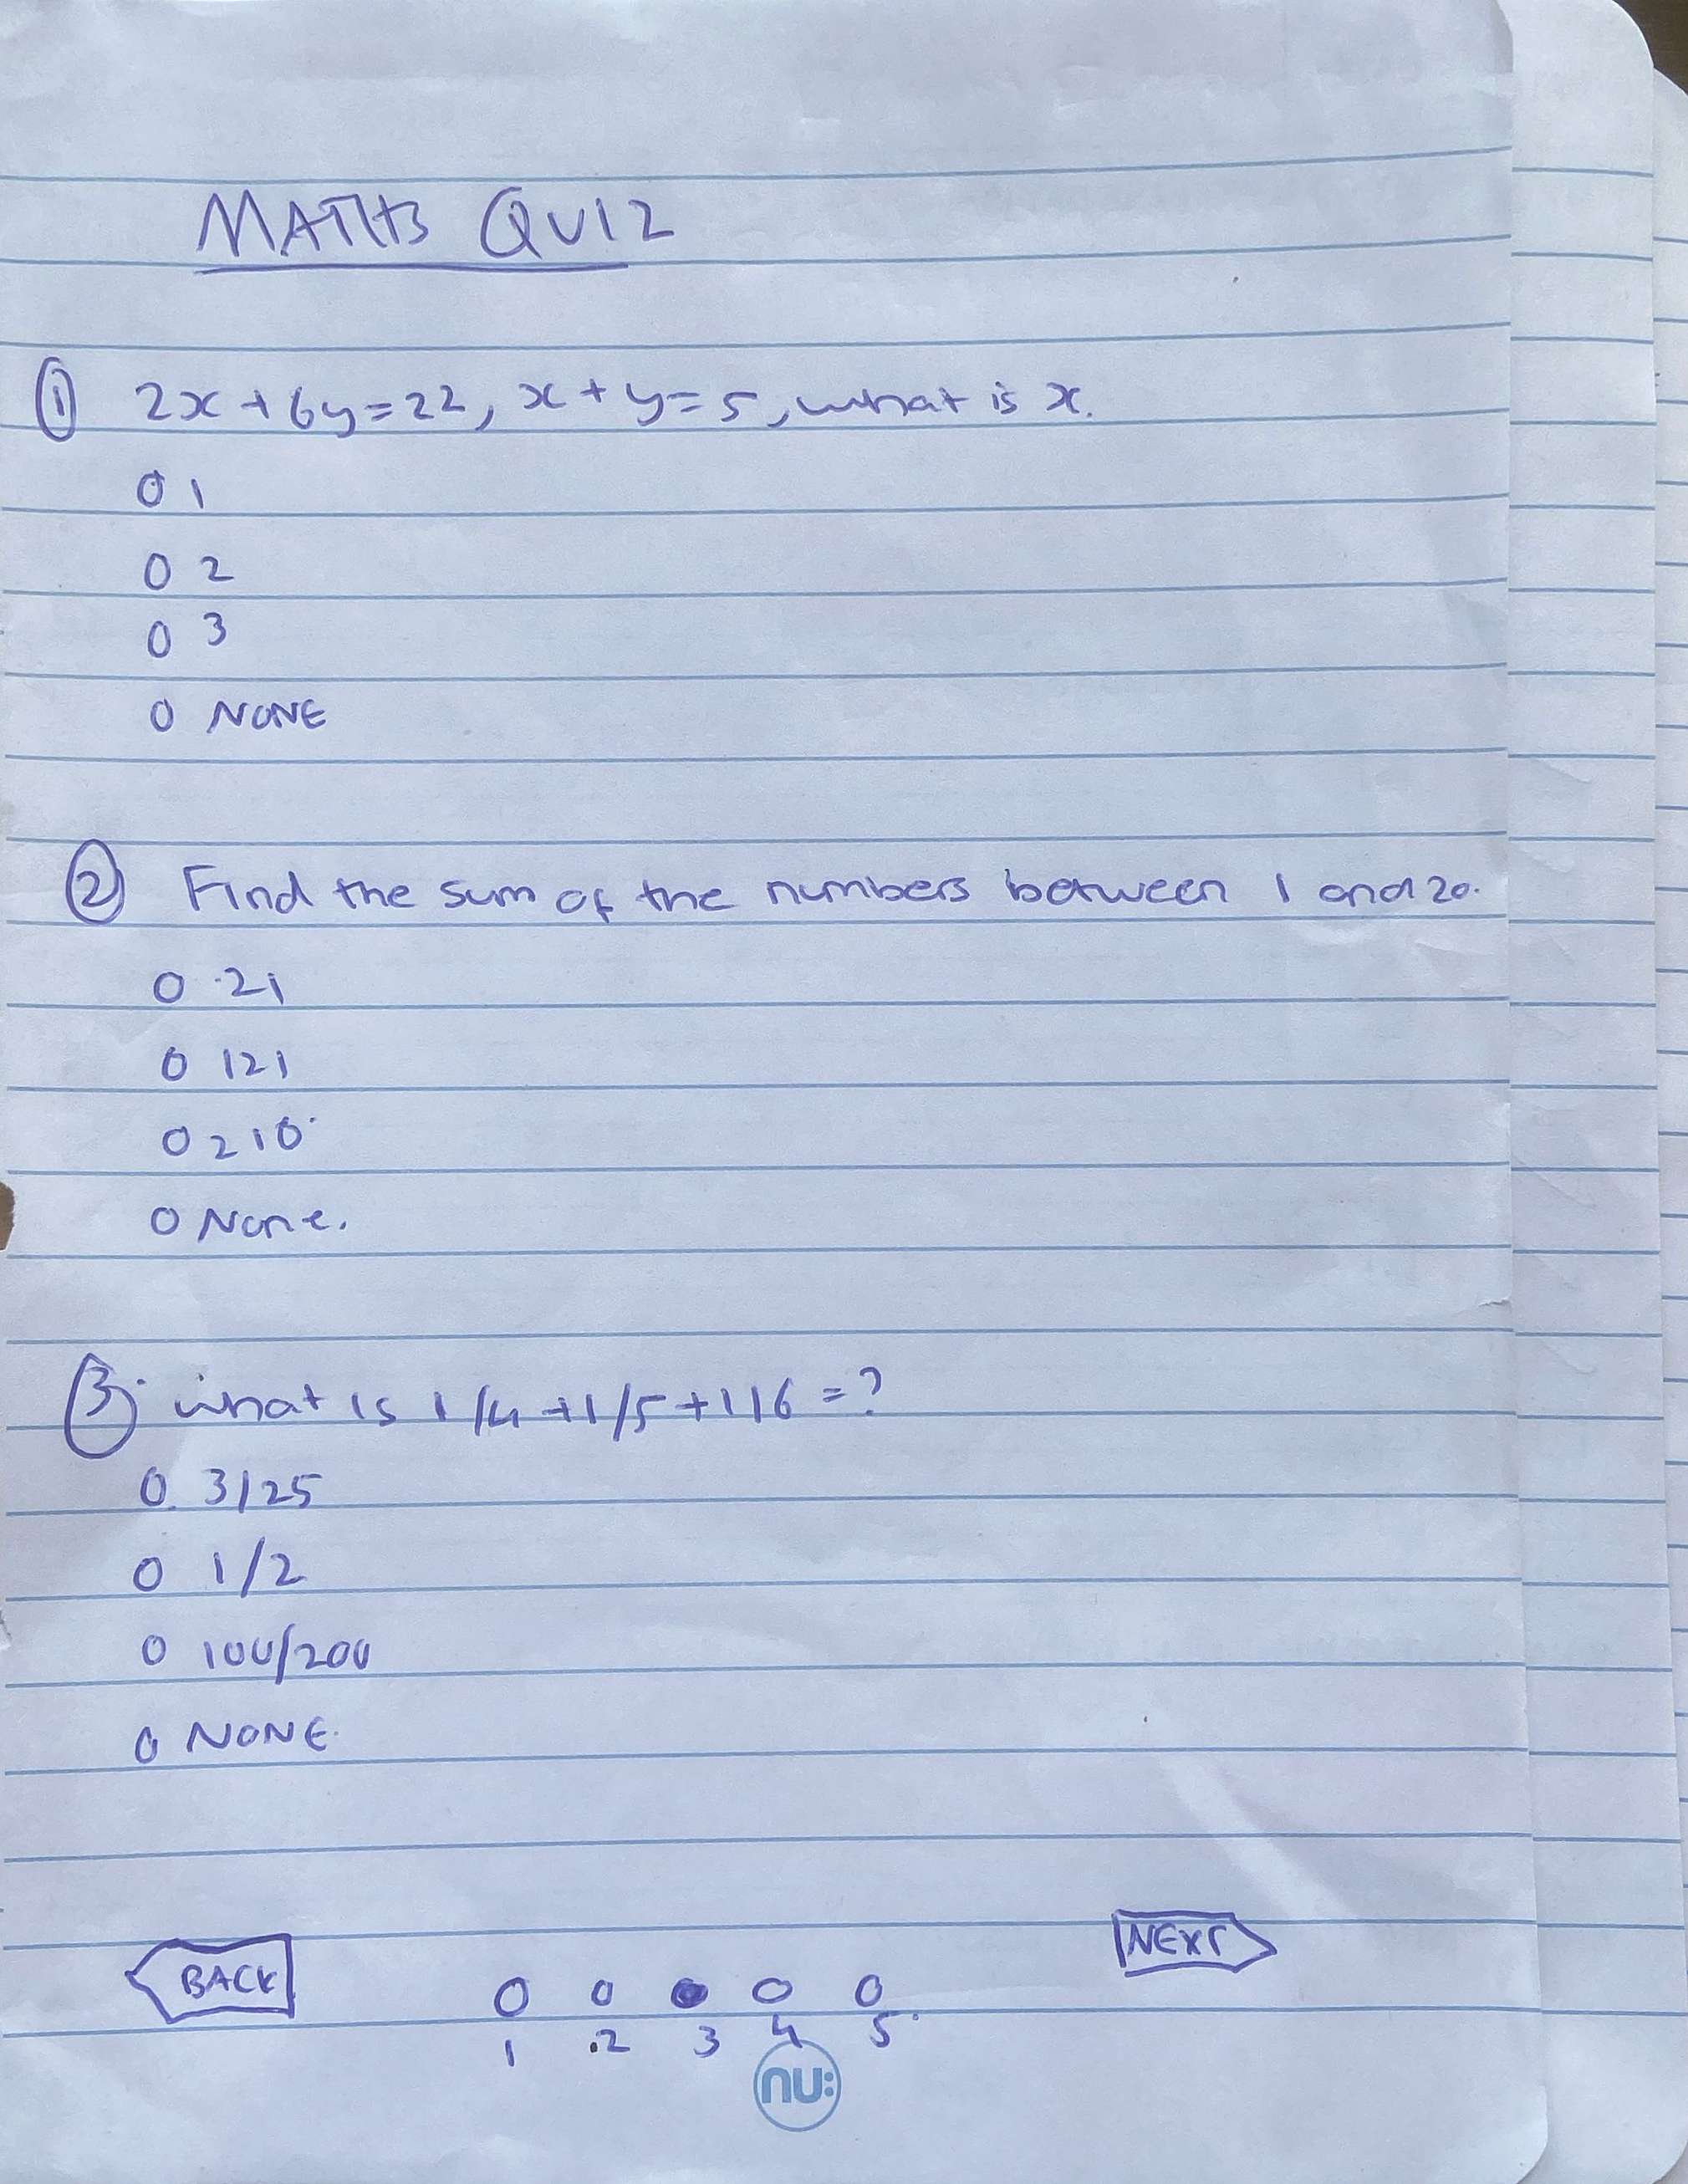 MATHS QUIZ
① 2x + 6y = 22, x + y = 5, what is x.
O 1
O 2
O 3
O NONE
② Find the sum of the numbers between 1 and 20.
O 21
O 121
O 210
O None.
③ what is 1/4 + 1/5 + 1/6 = ?
O 3/25
O 1/2
O 100/200
O NONE.
BACK
NEXT
1 2 3 4 5
nu: